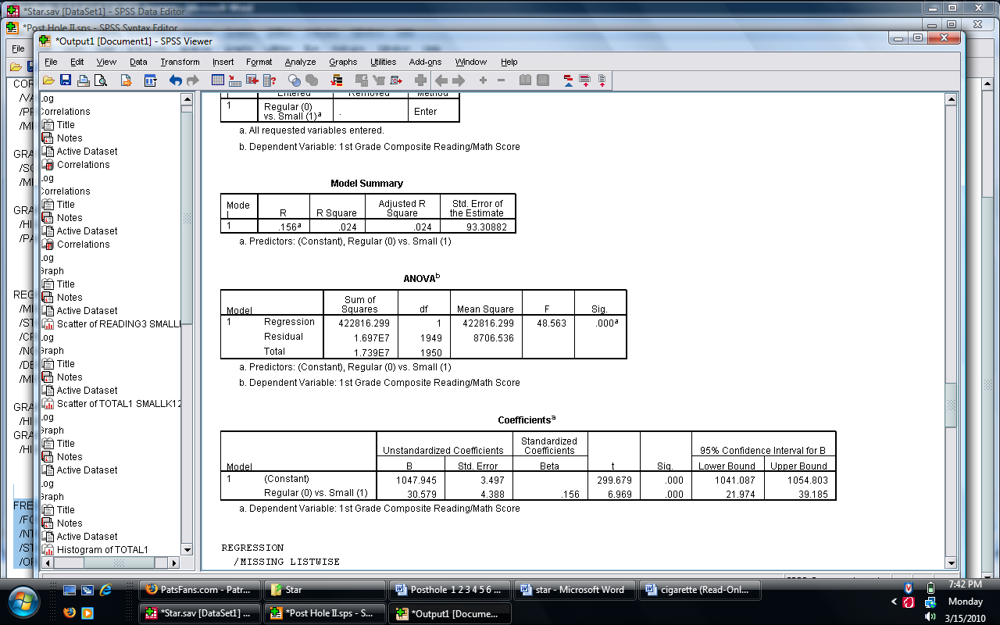 *Star.sav [DataSet1] - SPSS Data Editor
*Post Hole II.sps - SPSS Syntax Editor
*Output1 [Document1] - SPSS Viewer
File
File Edit View Data Transform Insert Format Analyze Graphs Utilities Add-ons Window Help
COR
/VA
/PR
/MI
GRA
/SC
/MI
GRA
/HI
/PA
REG
/MI
/ST
/CR
/NO
/DE
/MI
GRA
/HI
GRA
/HI
FRE
/FO
/NT
/ST
/OR
Log
Correlations
Title
Notes
Active Dataset
Correlations
Log
Correlations
Title
Notes
Active Dataset
Correlations
Log
Graph
Title
Notes
Active Dataset
Scatter of READING3 SMALL
Log
Graph
Title
Notes
Active Dataset
Scatter of TOTAL1 SMALLK12
Log
Graph
Title
Notes
Active Dataset
Log
Graph
Title
Notes
Active Dataset
Histogram of TOTAL1
l Entered Removed Method
1 Regular (0) vs. Small (1)a . Enter
a. All requested variables entered.
b. Dependent Variable: 1st Grade Composite Reading/Math Score
Model Summary
Mode l R R Square Adjusted R Square Std. Error of the Estimate
1 .156a .024 .024 93.30882
a. Predictors: (Constant), Regular (0) vs. Small (1)
ANOVAb
Model Sum of Squares df Mean Square F Sig.
1 Regression 422816.299 1 422816.299 48.563 .000a
Residual 1.697E7 1949 8706.536
Total 1.739E7 1950
a. Predictors: (Constant), Regular (0) vs. Small (1)
b. Dependent Variable: 1st Grade Composite Reading/Math Score
Coefficientsa
Model Unstandardized Coefficients Standardized Coefficients t Sig. 95% Confidence Interval for B
B Std. Error Beta Lower Bound Upper Bound
1 (Constant) 1047.945 3.497 299.679 .000 1041.087 1054.803
Regular (0) vs. Small (1) 30.579 4.388 .156 6.969 .000 21.974 39.185
a. Dependent Variable: 1st Grade Composite Reading/Math Score
REGRESSION
/MISSING LISTWISE
PatsFans.com - Patr... Star Posthole 1 2 3 4 5 6 ... star - Microsoft Word cigarette (Read-Onl...
*Star.sav [DataSet1] ... *Post Hole II.sps - S... *Output1 [Docume...
7:42 PM
Monday
3/15/2010